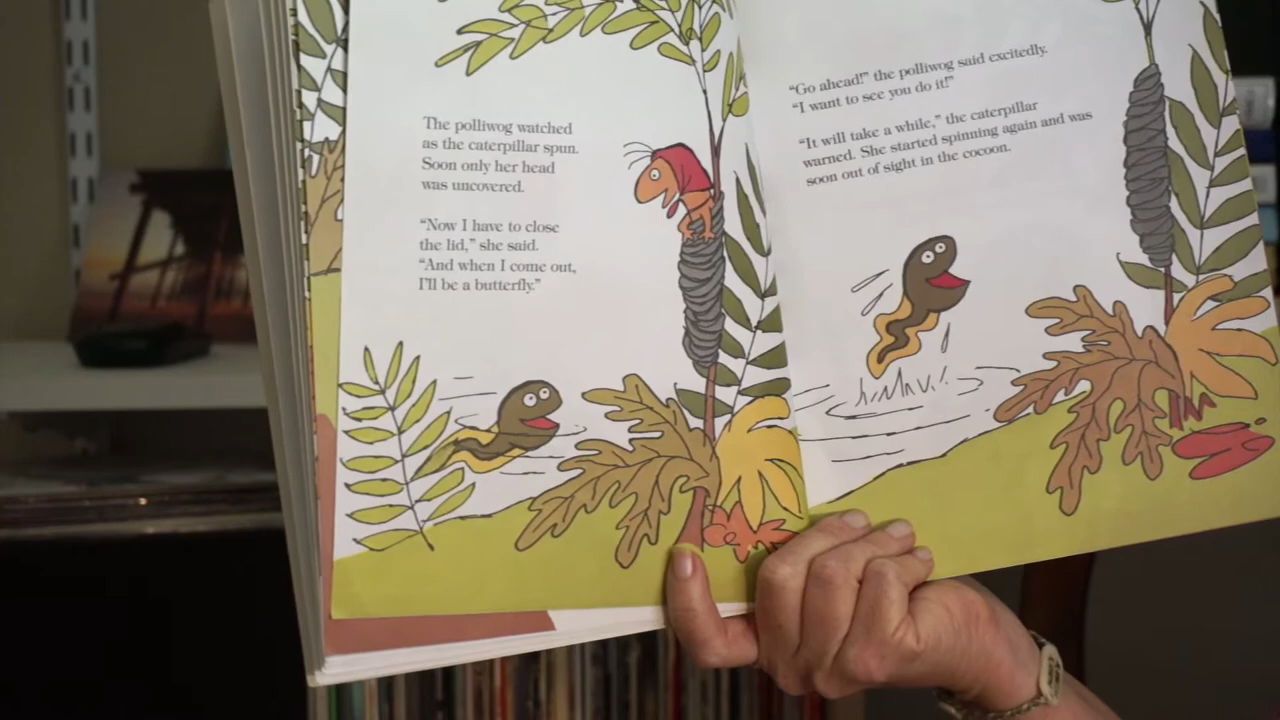 The polliwog watched
as the caterpillar spun.
Soon only her head
was uncovered.
“Now I have to close
the lid,” she said.
“And when I come out,
I’ll be a butterfly.”
“Go ahead!” the polliwog said excitedly.
“I want to see you do it!”
“It will take a while,” the caterpillar
warned. She started spinning again and was
soon out of sight in the cocoon.